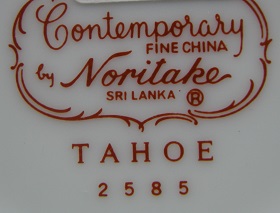 Contemporary
FINE CHINA
by Noritake
SRI LANKA ®
TAHOE
2585